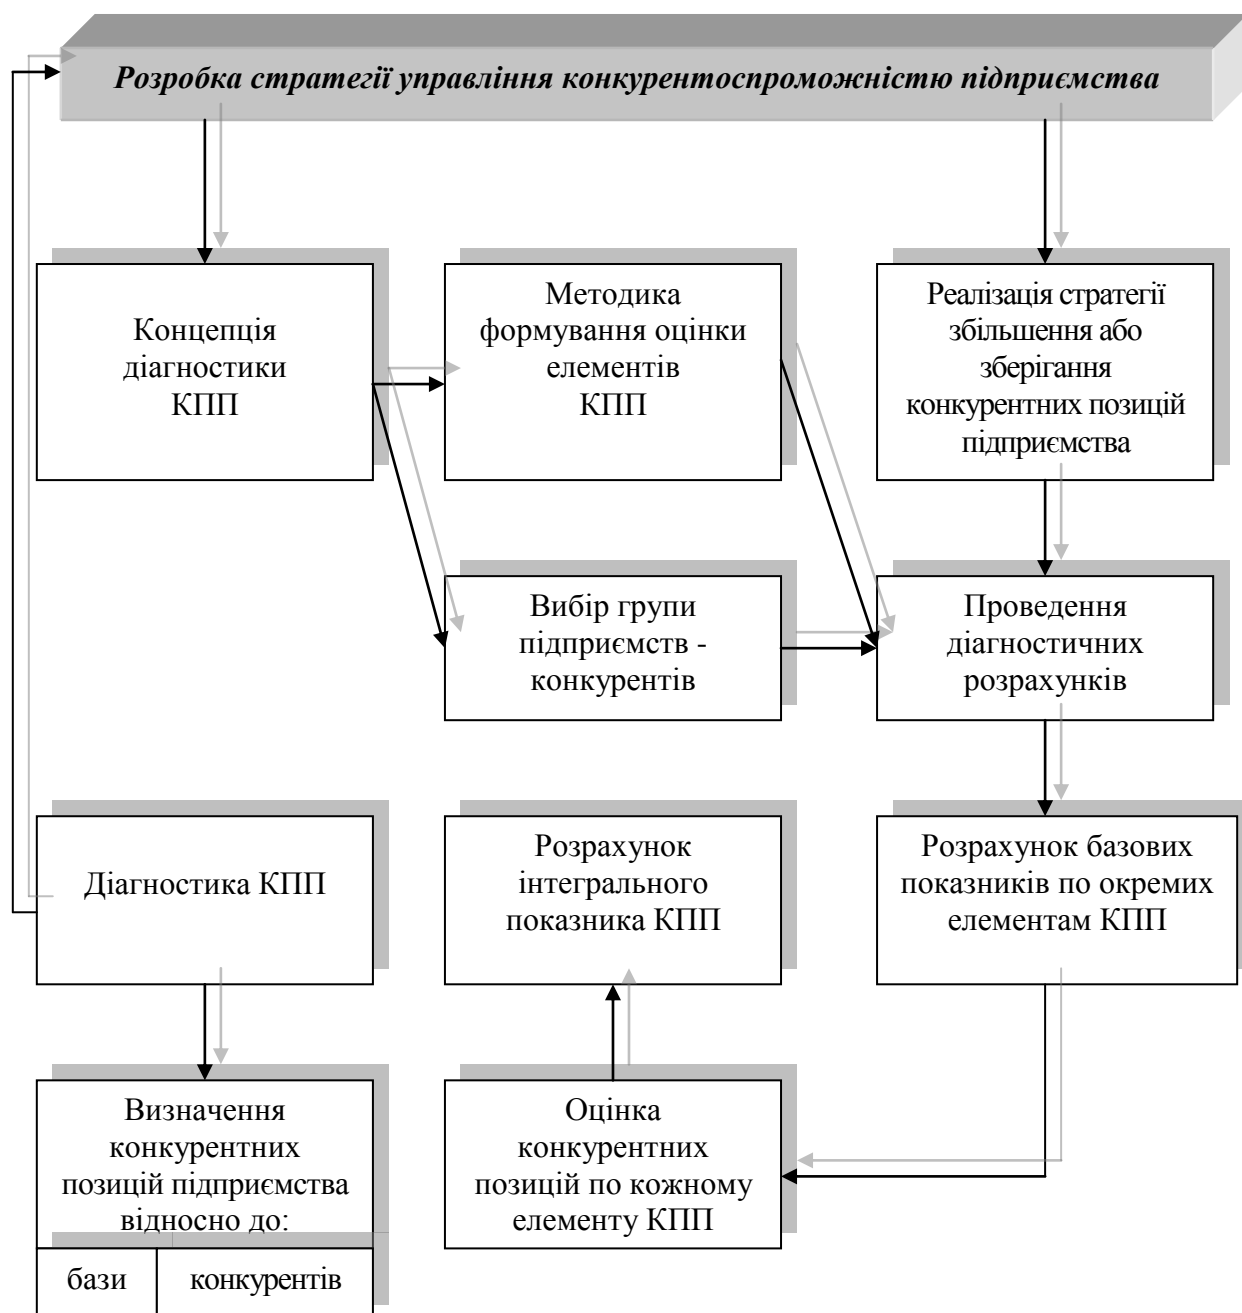 Розробка стратегії управління конкурентоспроможністю підприємства
Концепція
діагностики
КПП
Методика
формування оцінки
елементів
КПП
Реалізація стратегії
збільшення або
зберігання
конкурентних позицій
підприємства
Вибір групи
підприємств -
конкурентів
Проведення
діагностичних
розрахунків
Діагностика КПП
Розрахунок
інтегрального
показника КПП
Розрахунок базових
показників по окремих
елементам КПП
Визначення
конкурентних
позицій підприємства
відносно до:
бази
конкурентів
Оцінка
конкурентних
позицій по кожному
елементу КПП